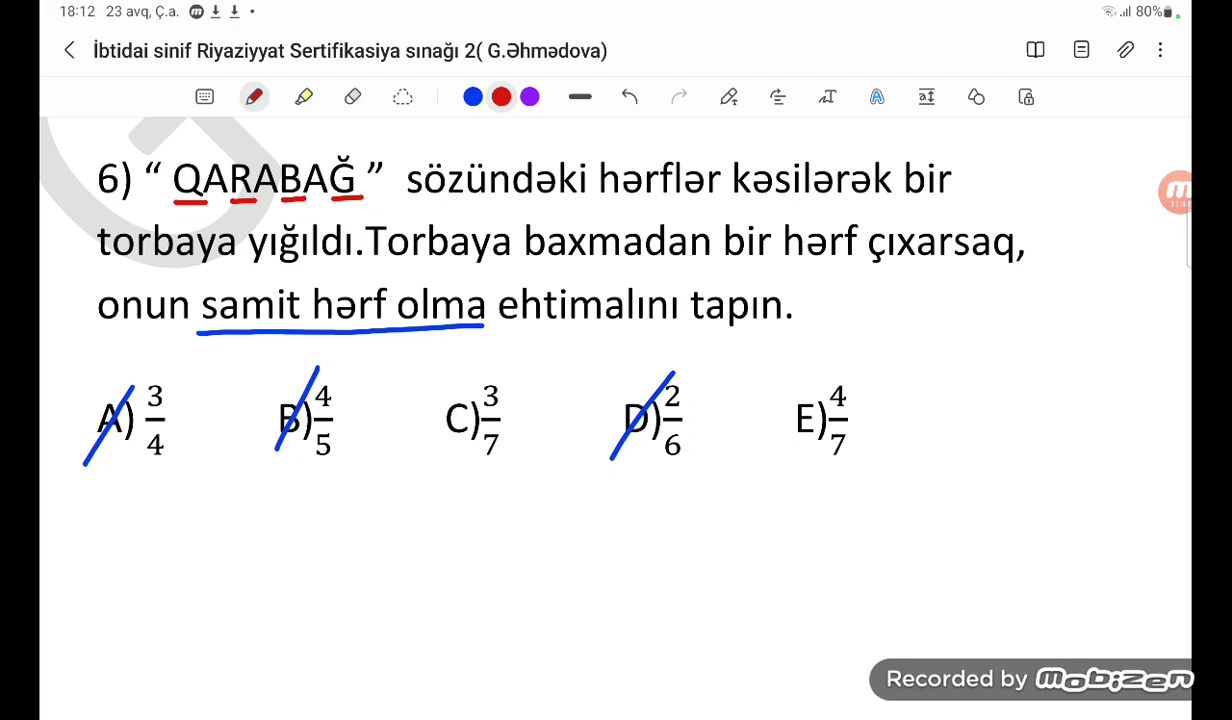 18:12 23 avq, Ç.a. 80%
İbtidai sinif Riyaziyyat Sertifikasiya sınağı 2( G.Əhmədova)
6) “ QARABAĞ ” sözündəki hərflər kəsilərək bir
torbaya yığıldı.Torbaya baxmadan bir hərf çıxarsaq,
onun samit hərf olma ehtimalını tapın.
A) 3/4 B) 4/5 C) 3/7 D) 2/6 E) 4/7
Recorded by mobizen